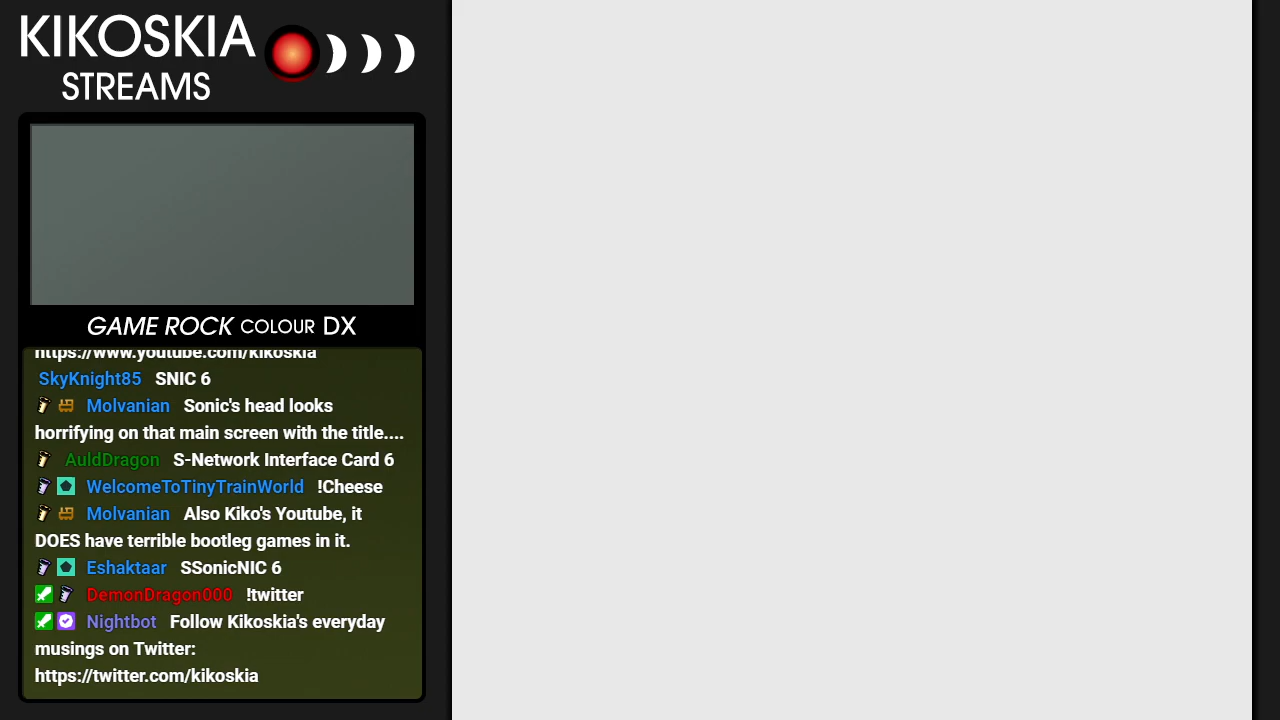 KIKOSKIA
STREAMS
GAME ROCK COLOUR DX
https://www.youtube.com/kikoskia
SkyKnight85 SNIC 6
Molvanian Sonic's head looks
horrifying on that main screen with the title....
AuldDragon S-Network Interface Card 6
WelcomeToTinyTrainWorld !Cheese
Molvanian Also Kiko's Youtube, it
DOES have terrible bootleg games in it.
Eshaktaar SSonicNIC 6
DemonDragon000 !twitter
Nightbot Follow Kikoskia's everyday
musings on Twitter:
https://twitter.com/kikoskia